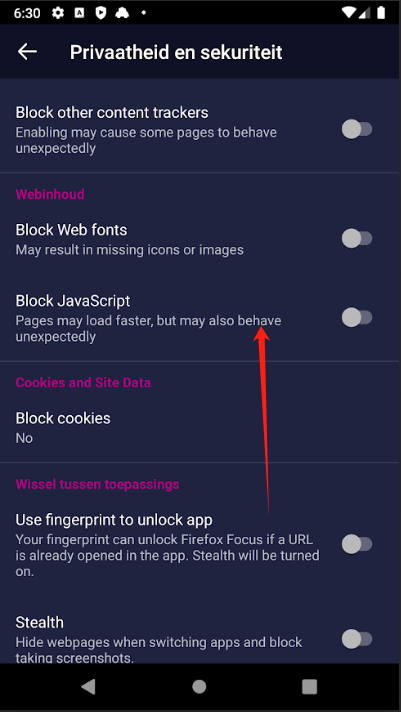 6:30
Privaatheid en sekuriteit
Block other content trackers
Enabling may cause some pages to behave
unexpectedly
Webinhoud
Block Web fonts
May result in missing icons or images
Block JavaScript
Pages may load faster, but may also behave
unexpectedly
Cookies and Site Data
Block cookies
No
Wissel tussen toepassings
Use fingerprint to unlock app
Your fingerprint can unlock Firefox Focus if a URL
is already opened in the app. Stealth will be turned
on.
Stealth
Hide webpages when switching apps and block
taking screenshots.